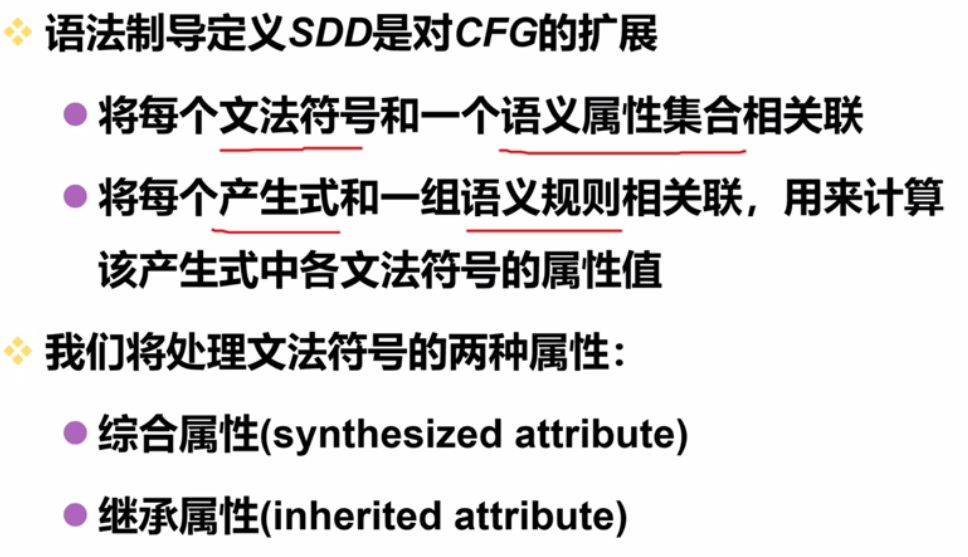 语法制导定义SDD是对CFG的扩展
将每个文法符号和一个语义属性集合相关联
将每个产生式和一组语义规则相关联，用来计算
该产生式中各文法符号的属性值
我们将处理文法符号的两种属性：
综合属性(synthesized attribute)
继承属性(inherited attribute)